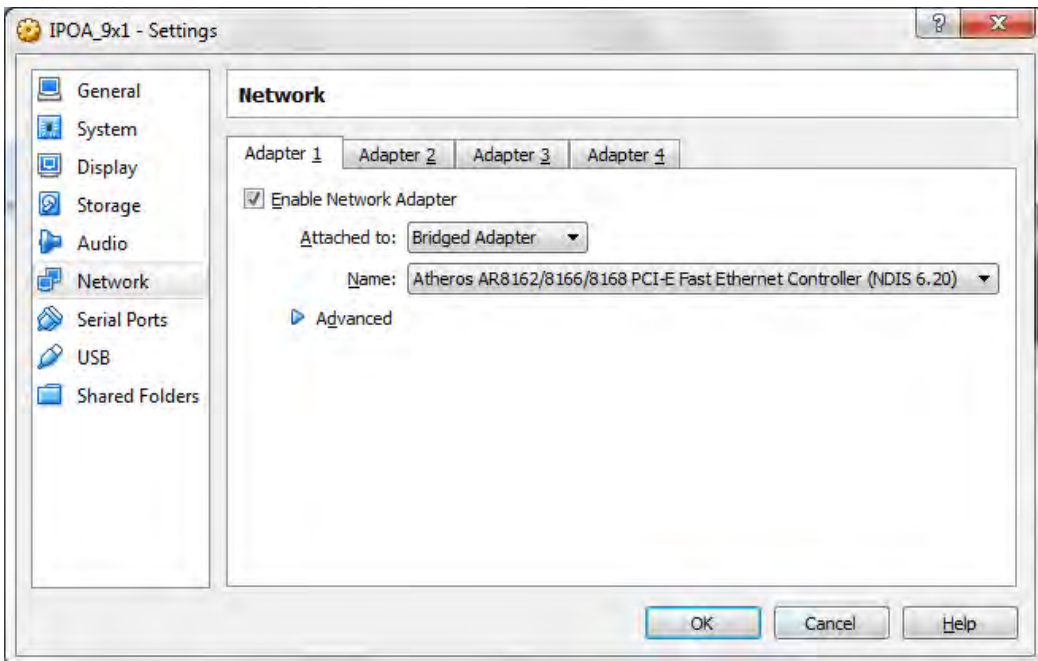 IPOA_9x1 - Settings
?
X
General
System
Display
Storage
Audio
Network
Serial Ports
USB
Shared Folders
Network
Adapter 1 Adapter 2 Adapter 3 Adapter 4
Enable Network Adapter
Attached to: Bridged Adapter
Name: Atheros AR8162/8166/8168 PCI-E Fast Ethernet Controller (NDIS 6.20)
Advanced
OK Cancel Help